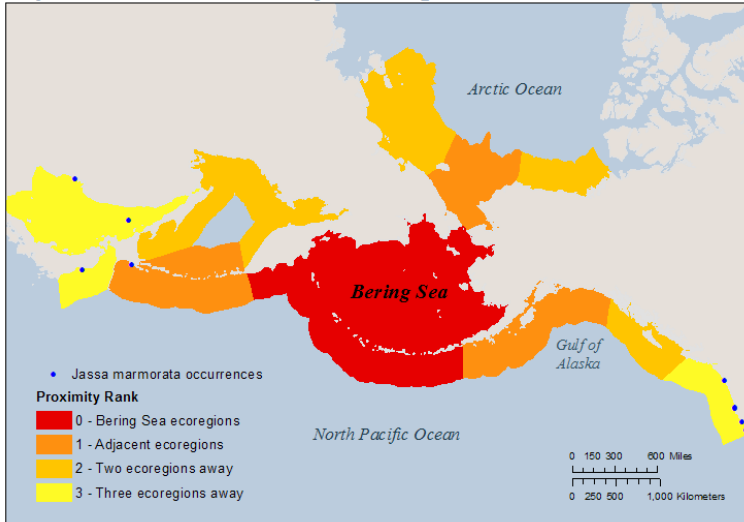 Arctic Ocean
Bering Sea
Gulf of
Alaska
North Pacific Ocean
Jassa marmorata occurrences
Proximity Rank
0 - Bering Sea ecoregions
1 - Adjacent ecoregions
2 - Two ecoregions away
3 - Three ecoregions away
0 150 300 600 Miles
0 250 500 1,000 Kilometers